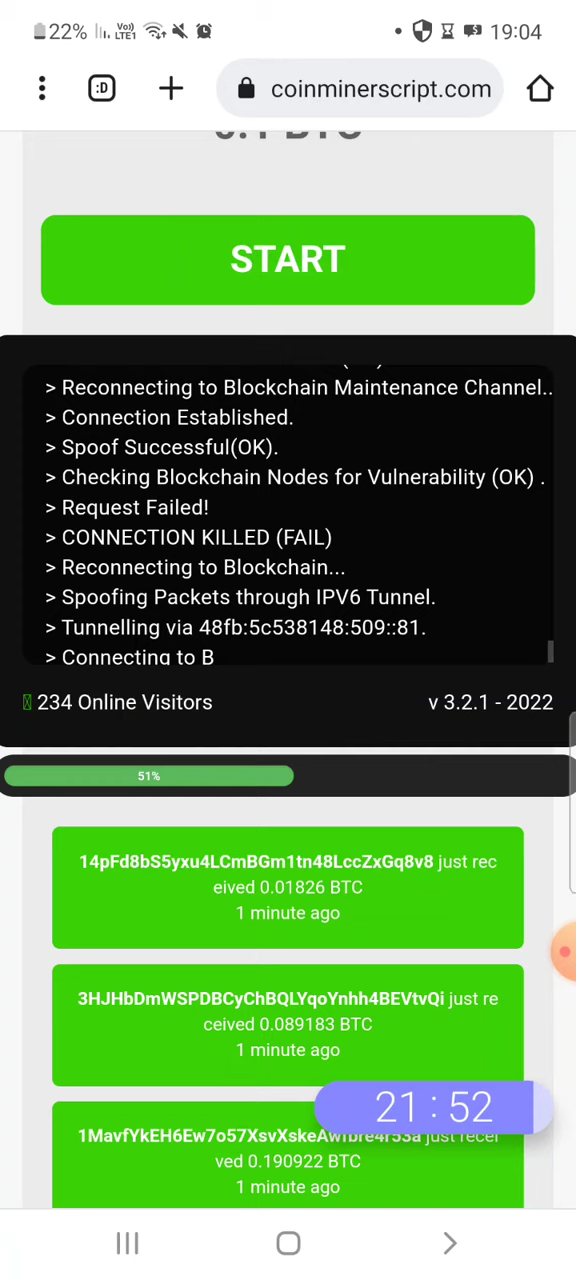 22% Vo) LTE1 19:04
:D coinminerscript.com
START
> Reconnecting to Blockchain Maintenance Channel..
> Connection Established.
> Spoof Successful(OK).
> Checking Blockchain Nodes for Vulnerability (OK) .
> Request Failed!
> CONNECTION KILLED (FAIL)
> Reconnecting to Blockchain...
> Spoofing Packets through IPV6 Tunnel.
> Tunnelling via 48fb:5c538148:509::81.
> Connecting to B
234 Online Visitors v 3.2.1 - 2022
51%
14pFd8bS5yxu4LCmBGm1tn48LccZxGq8v8 just rec
eived 0.01826 BTC
1 minute ago
3HJHbDmWSPDBCyChBQLYqoYnhh4BEVtvQi just re
ceived 0.089183 BTC
1 minute ago
21 : 52
just recei
ved 0.190922 BTC
1 minute ago